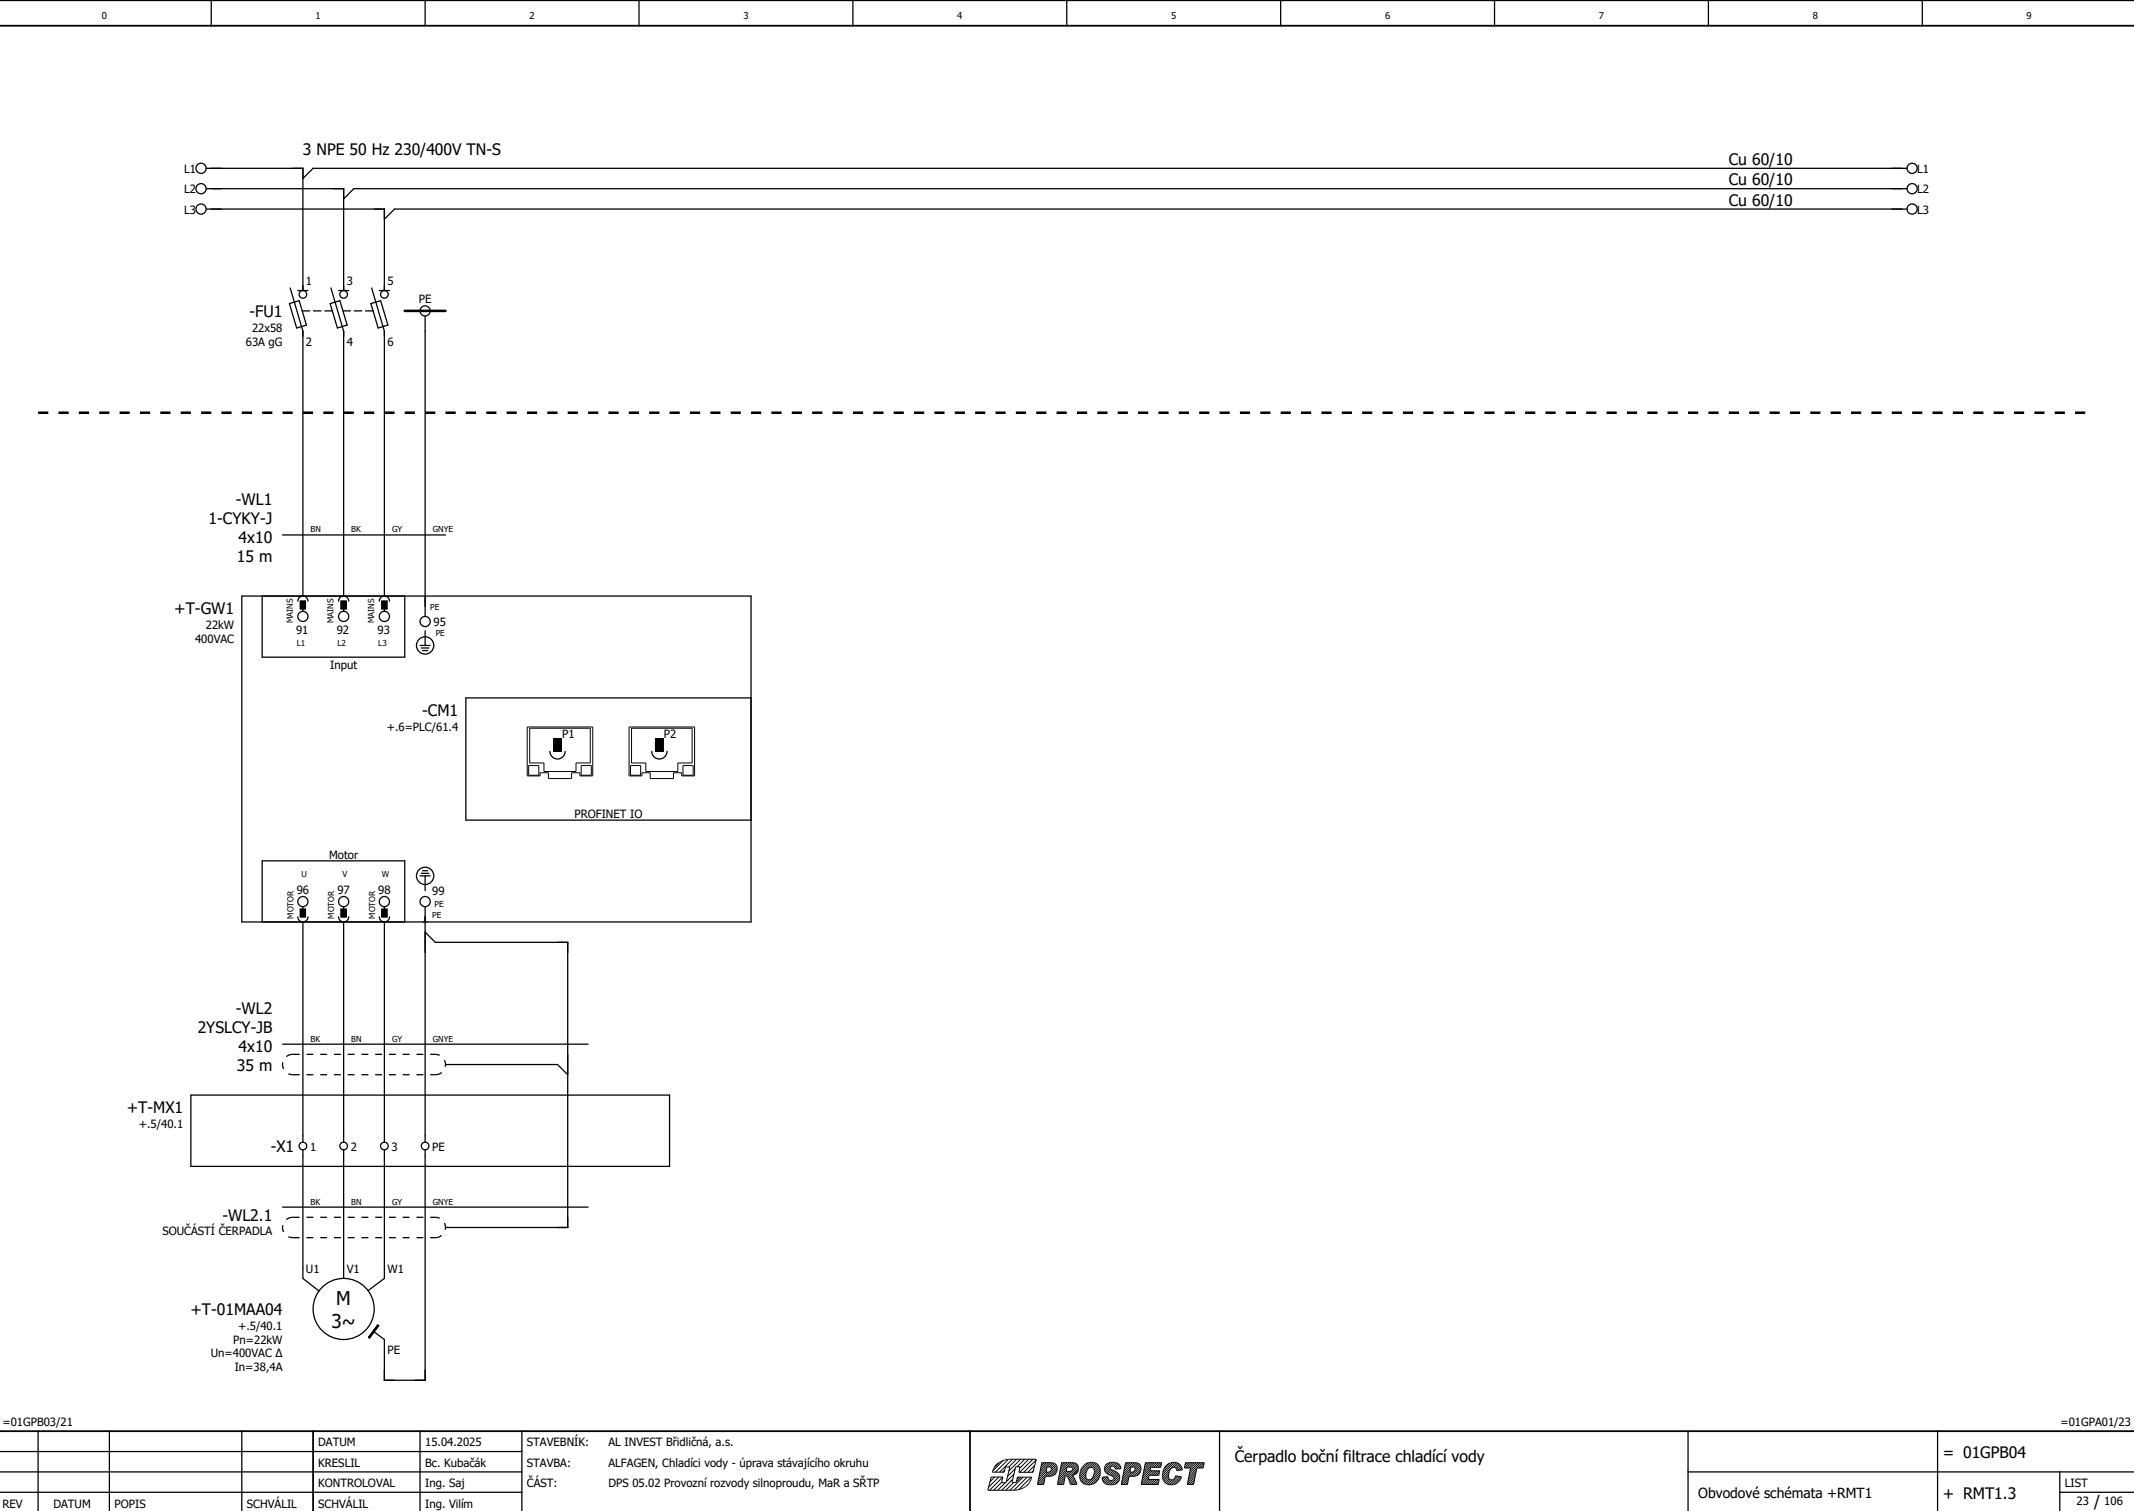 0 1 2 3 4 5 6 7 8 9
3 NPE 50 Hz 230/400V TN-S
L1 Cu 60/10 L1
L2 Cu 60/10 L2
L3 Cu 60/10 L3
1 3 5
-FU1 PE
22x58
63A gG 2 4 6
-WL1
1-CYKY-J
4x10 BN BK GY GNYE
15 m
+T-GW1 MAINS MAINS MAINS PE
22kW 91 92 93 95
400VAC L1 L2 L3 PE
Input
-CM1
+.6=PLC/61.4
P1 P2
PROFINET IO
Motor
U V W
MOTOR 96 MOTOR 97 MOTOR 98 99
PE
PE
-WL2
2YSLCY-JB
4x10 BK BN GY GNYE
35 m
+T-MX1
+.5/40.1
-X1 1 2 3 PE
BK BN GY GNYE
-WL2.1
SOUČÁSTÍ ČERPADLA
U1 V1 W1
+T-01MAA04 M
+.5/40.1 3~
Pn=22kW
Un=400VAC Δ PE
In=38,4A
=01GPB03/21 =01GPA01/23
DATUM 15.04.2025 STAVEBNÍK: AL INVEST Břidličná, a.s.
KRESLIL Bc. Kubačák STAVBA: ALFAGEN, Chladíci vody - úprava stávajícího okruhu
KONTROLOVAL Ing. Saj ČÁST: DPS 05.02 Provozní rozvody silnoproudu, MaR a SŘTP
REV DATUM POPIS SCHVÁLIL SCHVÁLIL Ing. Vilím
PROSPECT
Čerpadlo boční filtrace chladící vody
Obvodové schémata +RMT1
= 01GPB04
+ RMT1.3
LIST
23 / 106